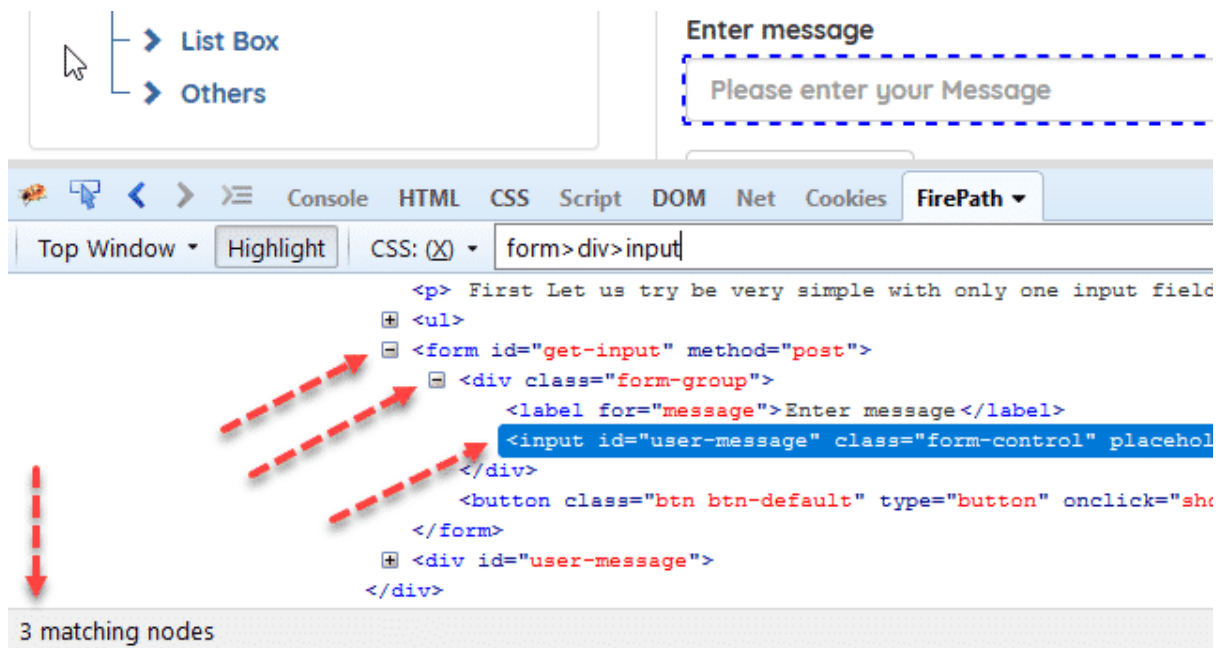 List Box
Others
Enter message
Please enter your Message
Console HTML CSS Script DOM Net Cookies FirePath
Top Window Highlight CSS: (X) form>div>input
<p> First Let us try be very simple with only one input field
<ul>
<form id="get-input" method="post">
<div class="form-group">
<label for="message">Enter message</label>
<input id="user-message" class="form-control" placehol
</div>
<button class="btn btn-default" type="button" onclick="sho
</form>
<div id="user-message">
</div>
3 matching nodes